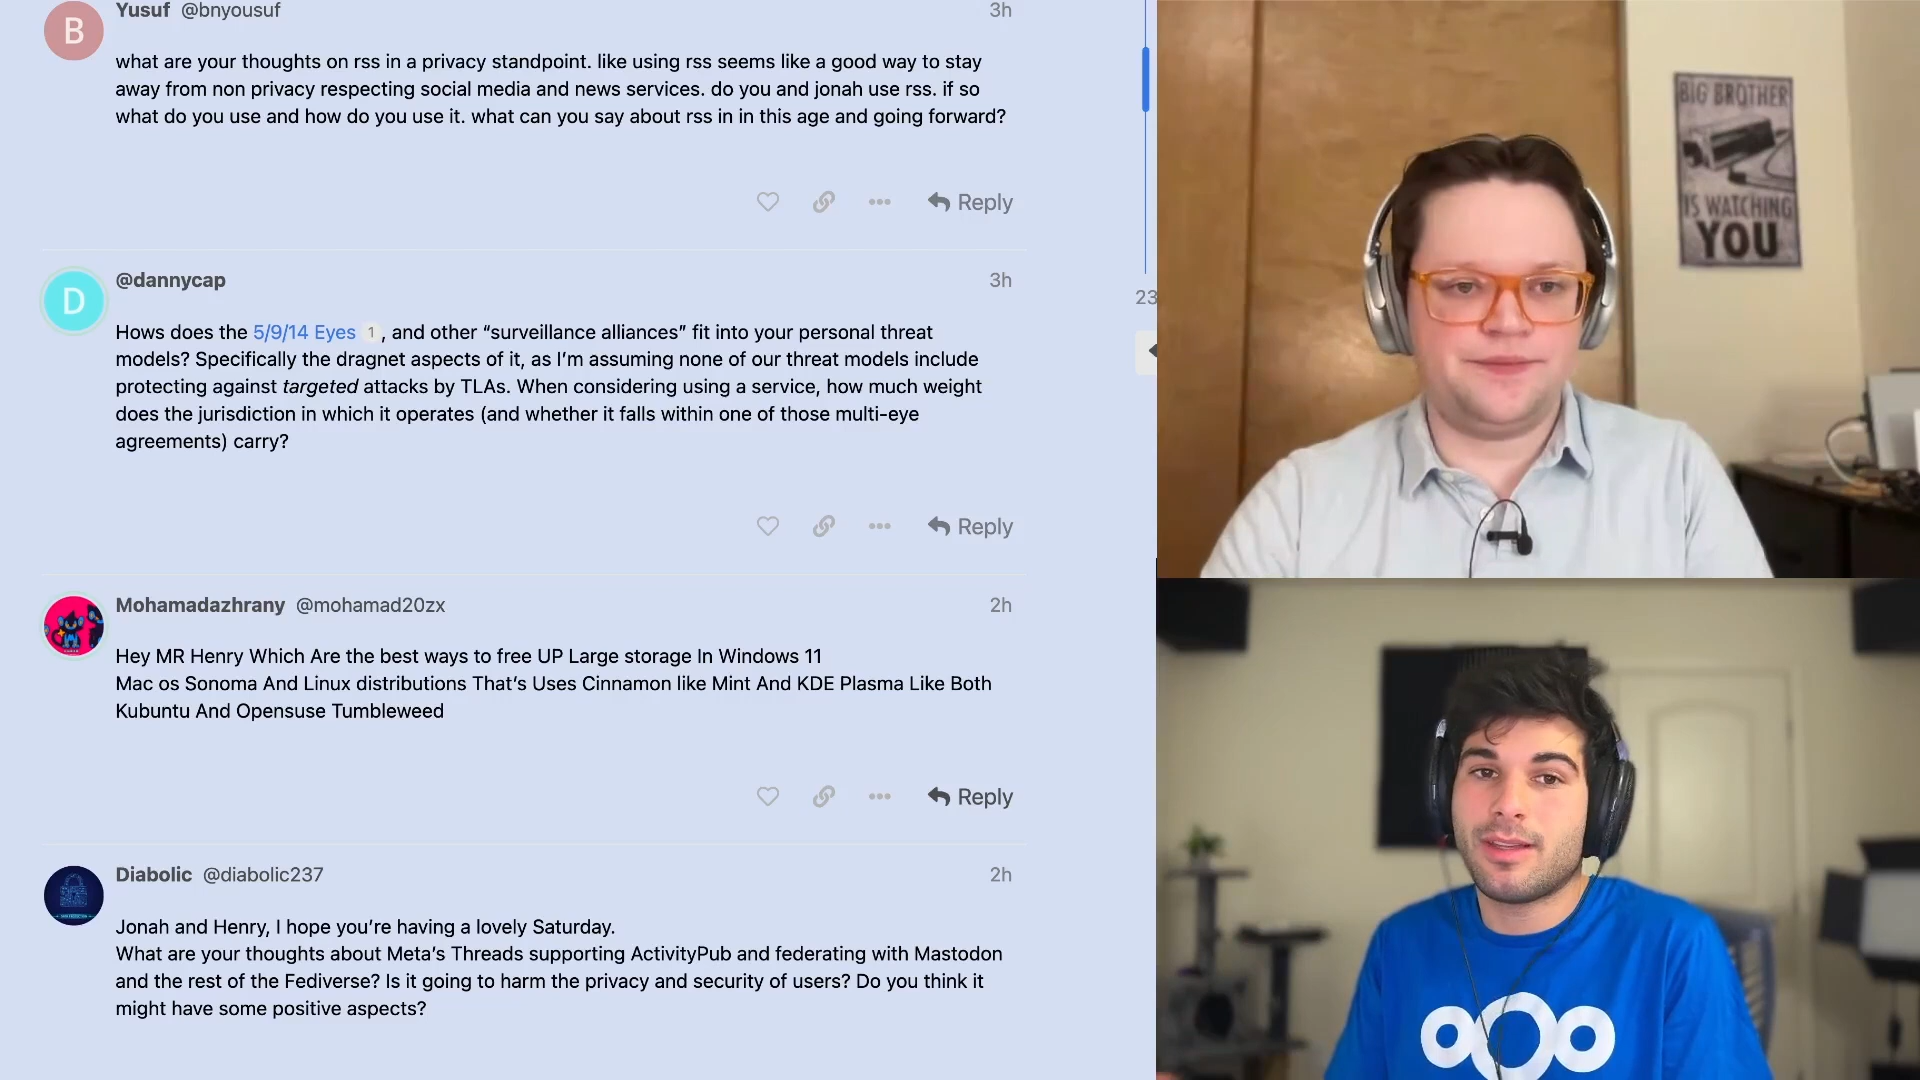 B
Yusuf @bnyousuf 3h
what are your thoughts on rss in a privacy standpoint. like using rss seems like a good way to stay
away from non privacy respecting social media and news services. do you and jonah use rss. if so
what do you use and how do you use it. what can you say about rss in in this age and going forward?
Reply
D
@dannycap 3h
Hows does the 5/9/14 Eyes 1, and other “surveillance alliances” fit into your personal threat
models? Specifically the dragnet aspects of it, as I’m assuming none of our threat models include
protecting against targeted attacks by TLAs. When considering using a service, how much weight
does the jurisdiction in which it operates (and whether it falls within one of those multi-eye
agreements) carry?
Reply
Mohamadazhrany @mohamad20zx 2h
Hey MR Henry Which Are the best ways to free UP Large storage In Windows 11
Mac os Sonoma And Linux distributions That’s Uses Cinnamon like Mint And KDE Plasma Like Both
Kubuntu And Opensuse Tumbleweed
Reply
Diabolic @diabolic237 2h
Jonah and Henry, I hope you’re having a lovely Saturday.
What are your thoughts about Meta’s Threads supporting ActivityPub and federating with Mastodon
and the rest of the Fediverse? Is it going to harm the privacy and security of users? Do you think it
might have some positive aspects?
23
BIG BROTHER
IS WATCHING
YOU